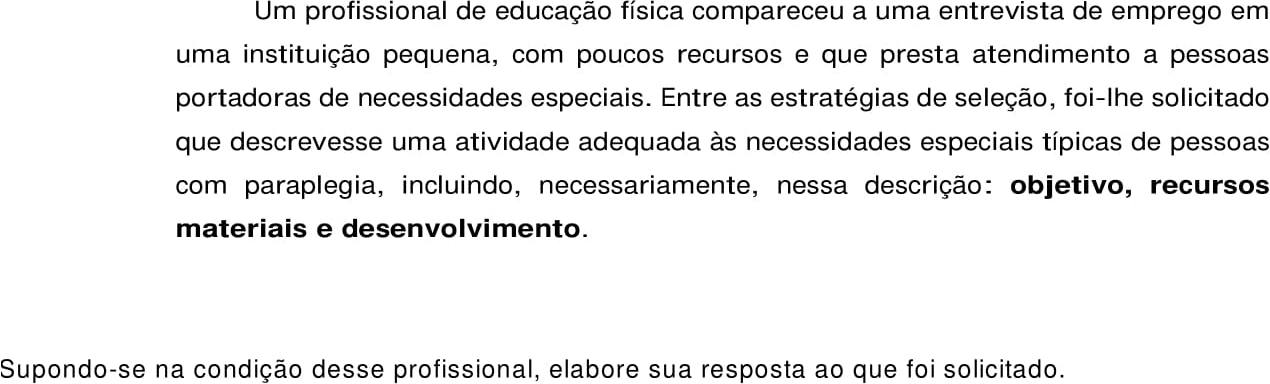 Um profissional de educação física compareceu a uma entrevista de emprego em
uma instituição pequena, com poucos recursos e que presta atendimento a pessoas
portadoras de necessidades especiais. Entre as estratégias de seleção, foi-lhe solicitado
que descrevesse uma atividade adequada às necessidades especiais típicas de pessoas
com paraplegia, incluindo, necessariamente, nessa descrição: objetivo, recursos
materiais e desenvolvimento.
Supondo-se na condição desse profissional, elabore sua resposta ao que foi solicitado.